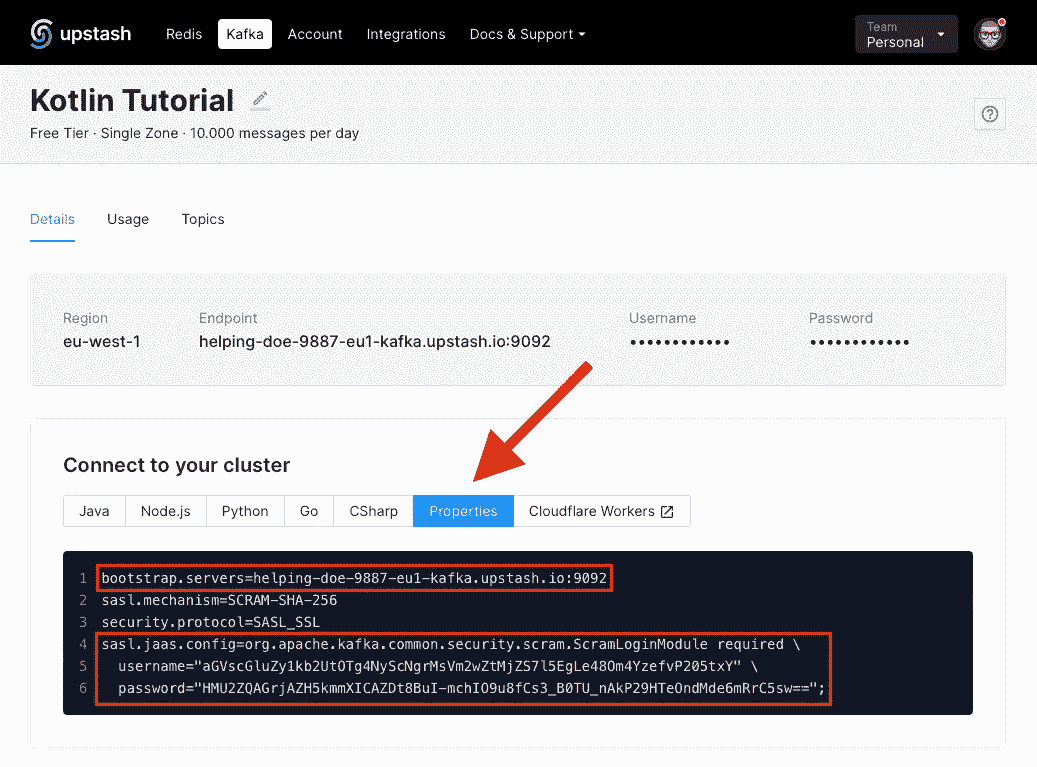 upstash Redis Kafka Account Integrations Docs & Support Team
Personal
Kotlin Tutorial
Free Tier · Single Zone · 10.000 messages per day
Details Usage Topics
Region Endpoint Username Password
eu-west-1 helping-doe-9887-eu1-kafka.upstash.io:9092 •••••••••••• ••••••••••••
Connect to your cluster
Java Node.js Python Go CSharp Properties Cloudflare Workers
1 bootstrap.servers=helping-doe-9887-eu1-kafka.upstash.io:9092
2 sasl.mechanism=SCRAM-SHA-256
3 security.protocol=SASL_SSL
4 sasl.jaas.config=org.apache.kafka.common.security.scram.ScramLoginModule required \
5 username="aGVscGluZy1kb2UtOTg4NyScNgrMsVm2wZtMjZS7l5EgLe48Om4YzefvP205txY" \
6 password="HMU2ZQAGrjAZH5kmmXICAZDt8BuI-mchIO9u8fCs3_B0TU_nAkP29HTeOndMde6mRrC5sw==";